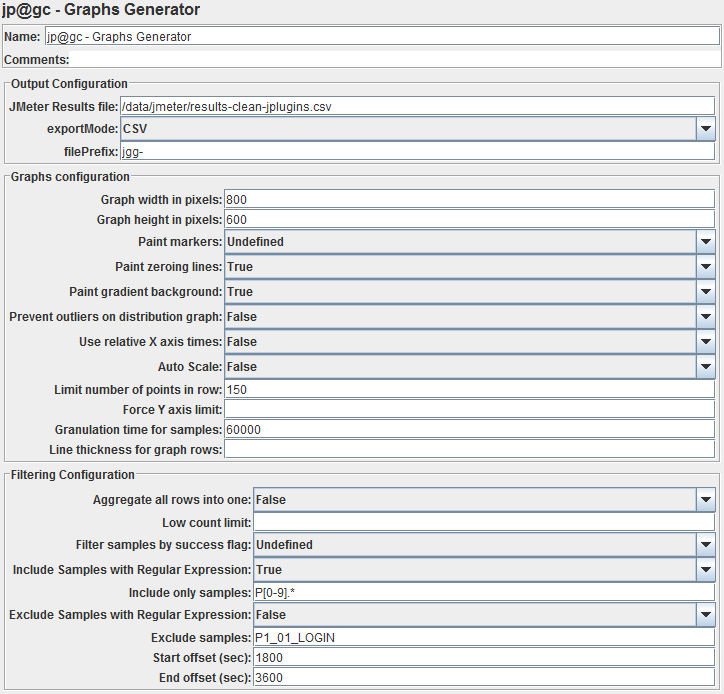 jp@gc - Graphs Generator
Name: jp@gc - Graphs Generator
Comments:
Output Configuration
JMeter Results file: /data/jmeter/results-clean-jplugins.csv
exportMode: CSV
filePrefix: jgg-
Graphs configuration
Graph width in pixels: 800
Graph height in pixels: 600
Paint markers: Undefined
Paint zeroing lines: True
Paint gradient background: True
Prevent outliers on distribution graph: False
Use relative X axis times: False
Auto Scale: False
Limit number of points in row: 150
Force Y axis limit:
Granulation time for samples: 60000
Line thickness for graph rows:
Filtering Configuration
Aggregate all rows into one: False
Low count limit:
Filter samples by success flag: Undefined
Include Samples with Regular Expression: True
Include only samples: P[0-9].*
Exclude Samples with Regular Expression: False
Exclude samples: P1_01_LOGIN
Start offset (sec): 1800
End offset (sec): 3600